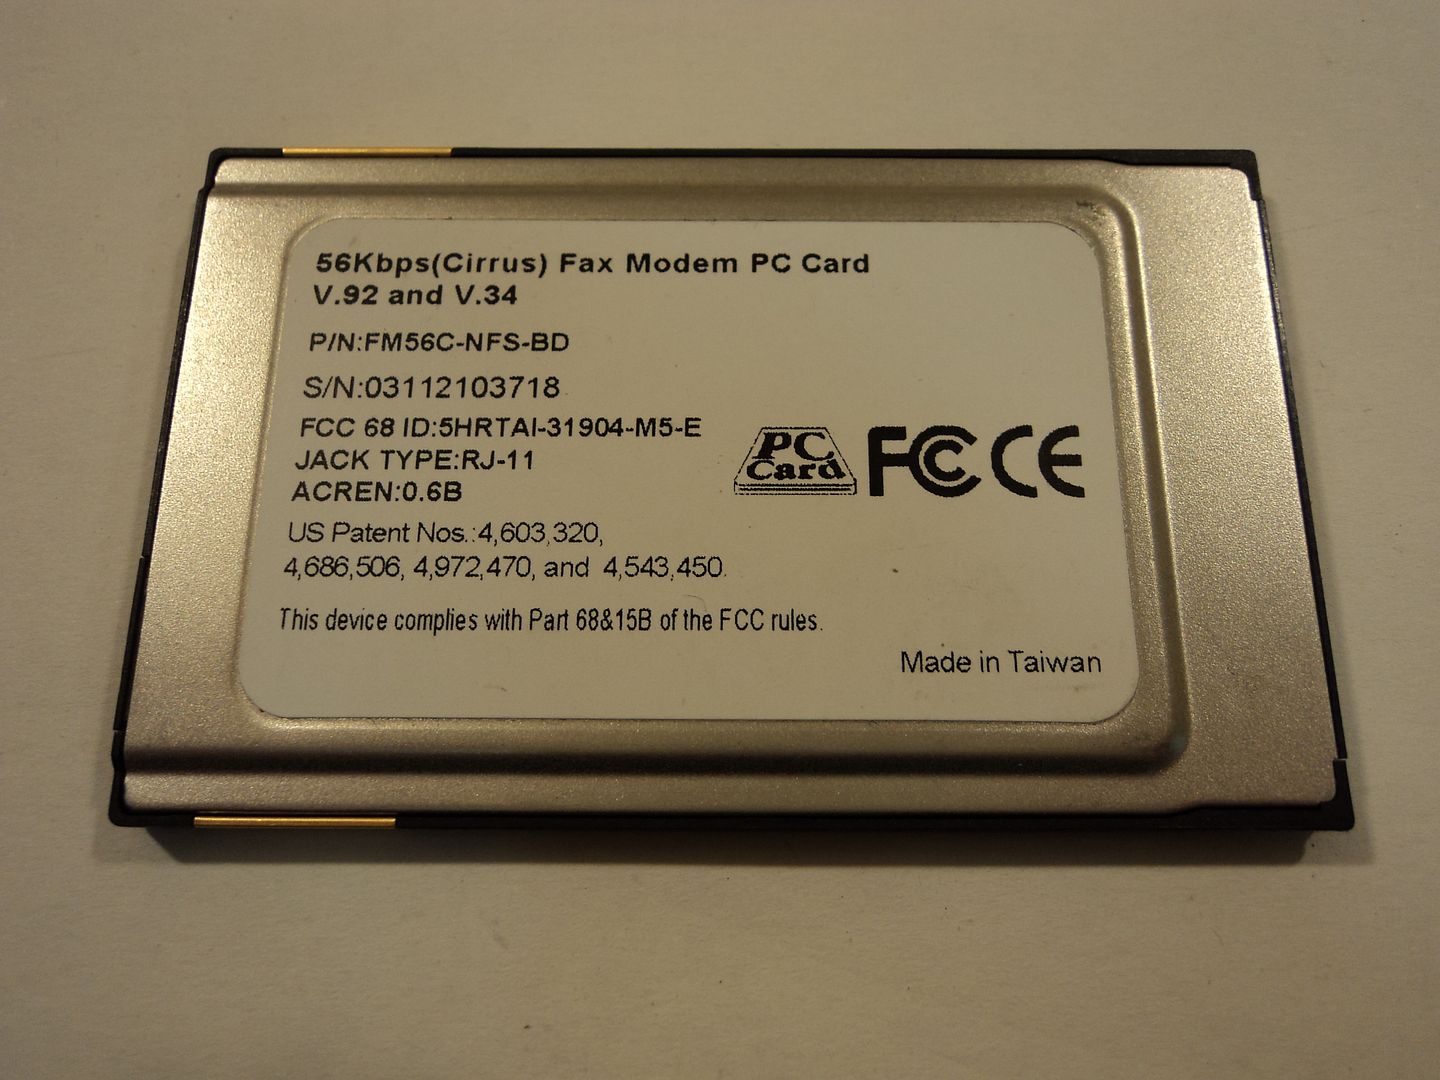 56Kbps(Cirrus) Fax Modem PC Card
V.92 and V.34
P/N:FM56C-NFS-BD
S/N:03112103718
FCC 68 ID:5HRTAI-31904-M5-E
JACK TYPE:RJ-11
ACREN:0.6B
PC
Card
FC CE
US Patent Nos.:4,603,320,
4,686,506, 4,972,470, and 4,543,450.
This device complies with Part 68&15B of the FCC rules.
Made in Taiwan